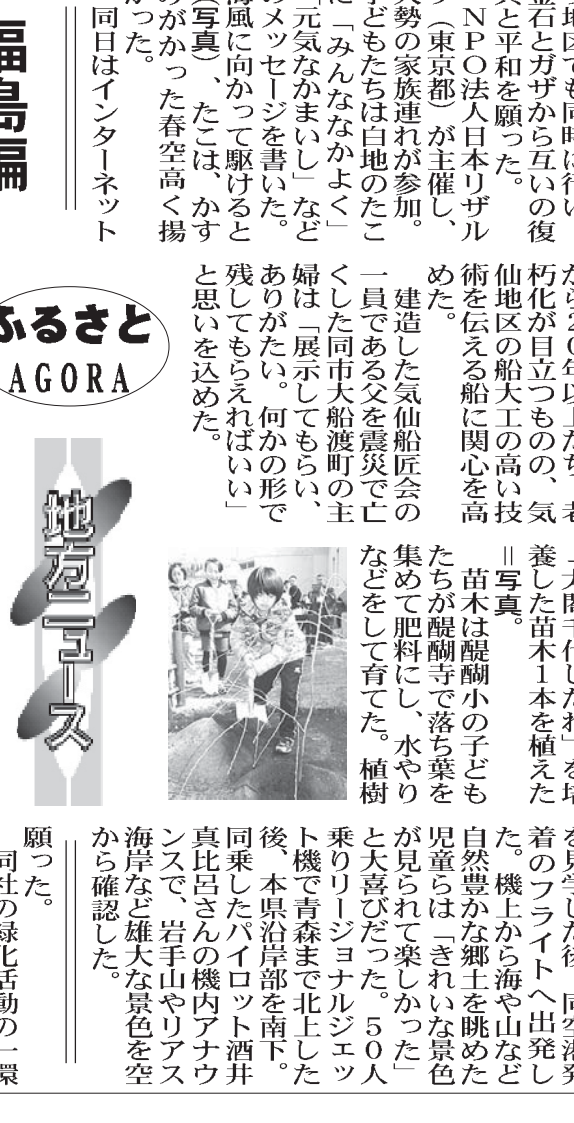 釜石とガザから互いの復
と平和を願った。
ＮＰＯ法人日本リザル
（東京都）が主催し、
大勢の家族連れが参加。
子どもたちは白地のたこ
に「みんななかよく」
「元気なかまいし」など
のメッセージを書いた。
海風に向かって駆けると
（写真）、たこは、かす
みがかった春空高く揚
がった。
同日はインターネット
福島編
朽化が目立つものの、気
仙地区の船大工の高い技
術を伝える船に関心を高
めた。
建造した気仙船匠会の
一員である父を震災で亡
くした同市大船渡町の主
婦は「展示してもらい、
ありがたい。何かの形で
残してもらえればいい」
と思いを込めた。
ふるさと
AGORA
養した苗木１本を植えた
＝写真。
苗木は醍醐小の子ども
たちが醍醐寺で落ち葉を
集めて肥料にし、水やり
などをして育てた。植樹
地方ニュース
着のフライトへ出発し
た。機上から海や山など
自然豊かな郷土を眺めた
児童らは「きれいな景色
が見られて楽しかった」
と大喜びだった。５０人
乗りリージョナルジェッ
ト機で青森まで北上した
後、本県沿岸部を南下。
同乗したパイロット酒井
真比呂さんの機内アナウ
ンスで、岩手山やリアス
海岸など雄大な景色を空
から確認した。
願った。
同社の緑化活動の一環